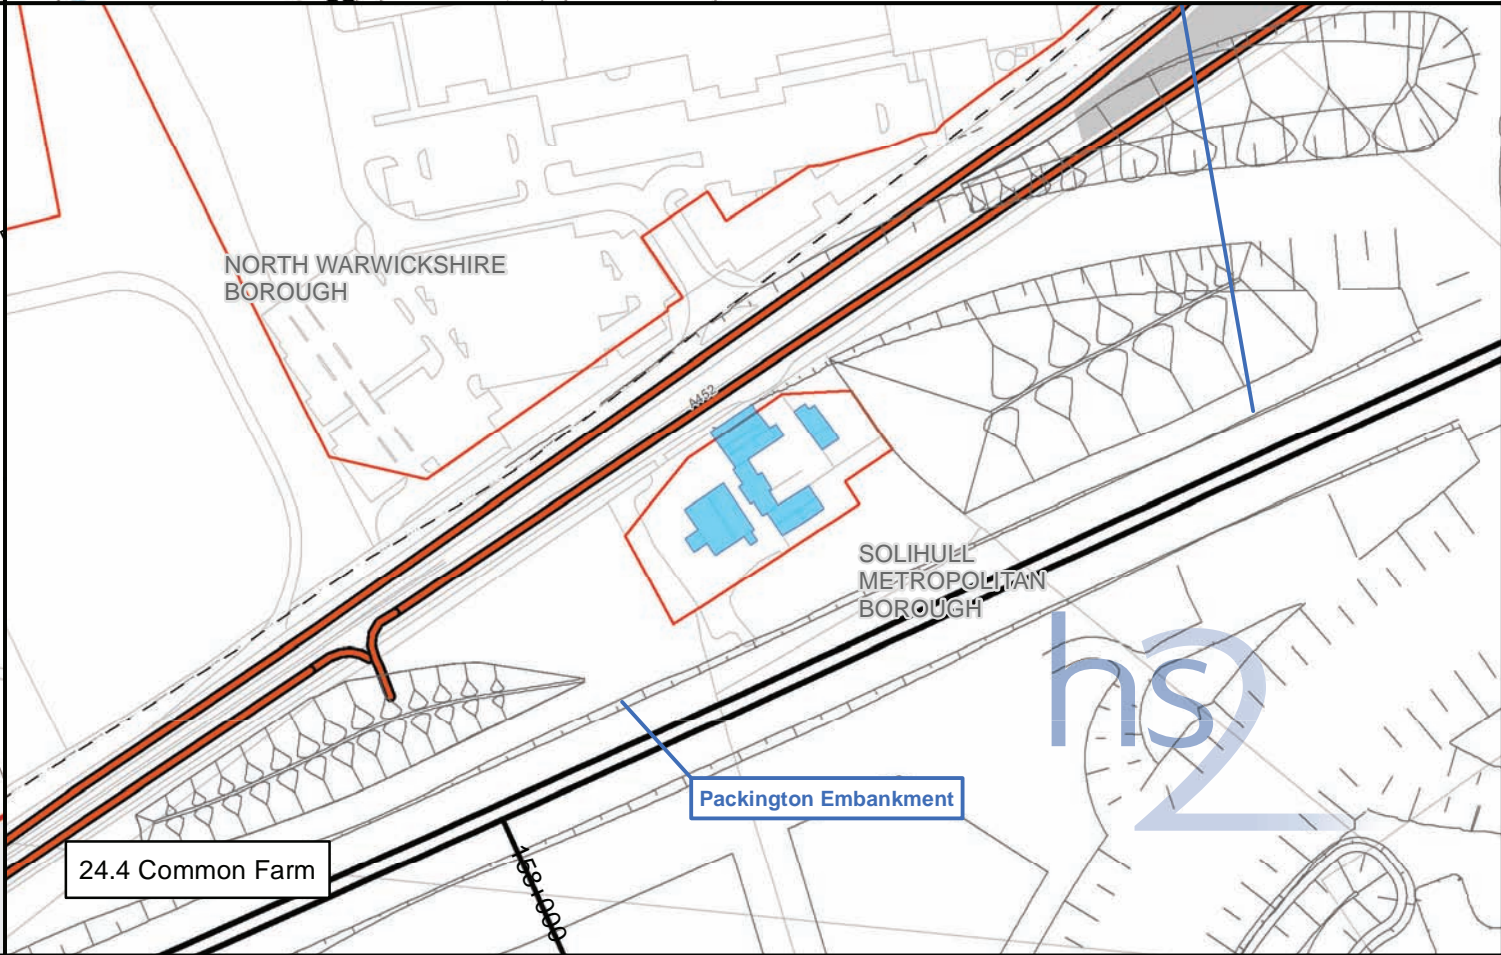 NORTH WARWICKSHIRE
BOROUGH
A452
SOLIHULL
METROPOLITAN
BOROUGH
hs2
Packington Embankment
24.4 Common Farm
158+000